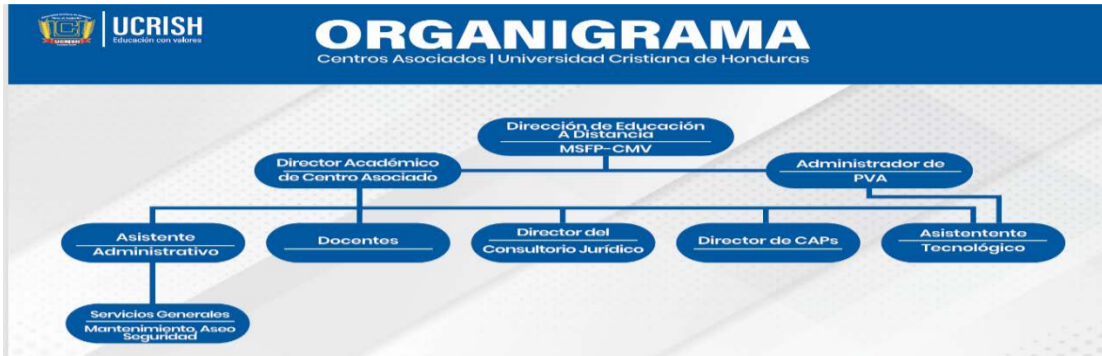 UCRISH
Educación con valores
ORGANIGRAMA
Centros Asociados | Universidad Cristiana de Honduras
Dirección de Educación
A Distancia
MSFP-CMV
Director Académico
de Centro Asociado
Administrador de
PVA
Asistente
Administrativo
Docentes
Director del
Consultorio Jurídico
Director de CAPs
Asistentente
Tecnológico
Servicios Generales
Mantenimiento, Aseo
Seguridad